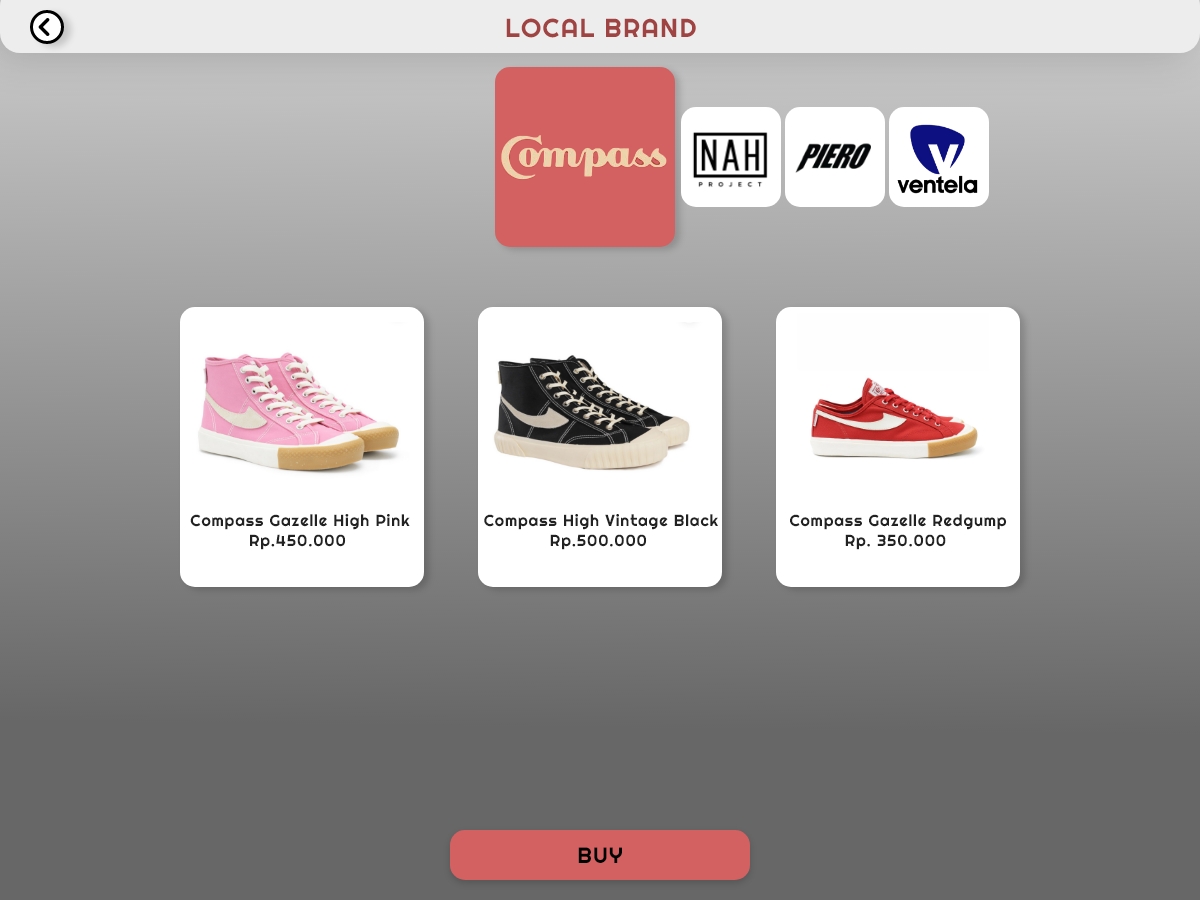 LOCAL BRAND
Compass
NAH
PROJECT
PIERO
ventela
Compass Gazelle High Pink
Rp.450.000
Compass High Vintage Black
Rp.500.000
Compass Gazelle Redgump
Rp. 350.000
BUY